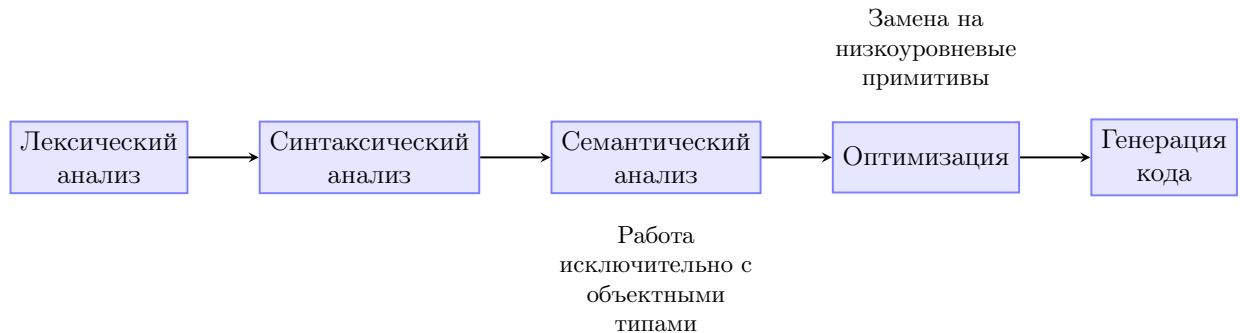 Замена на
низкоуровневые
примитивы
Лексический
анализ
Синтаксический
анализ
Семантический
анализ
Оптимизация
Генерация
кода
Работа
исключительно с
объектными
типами